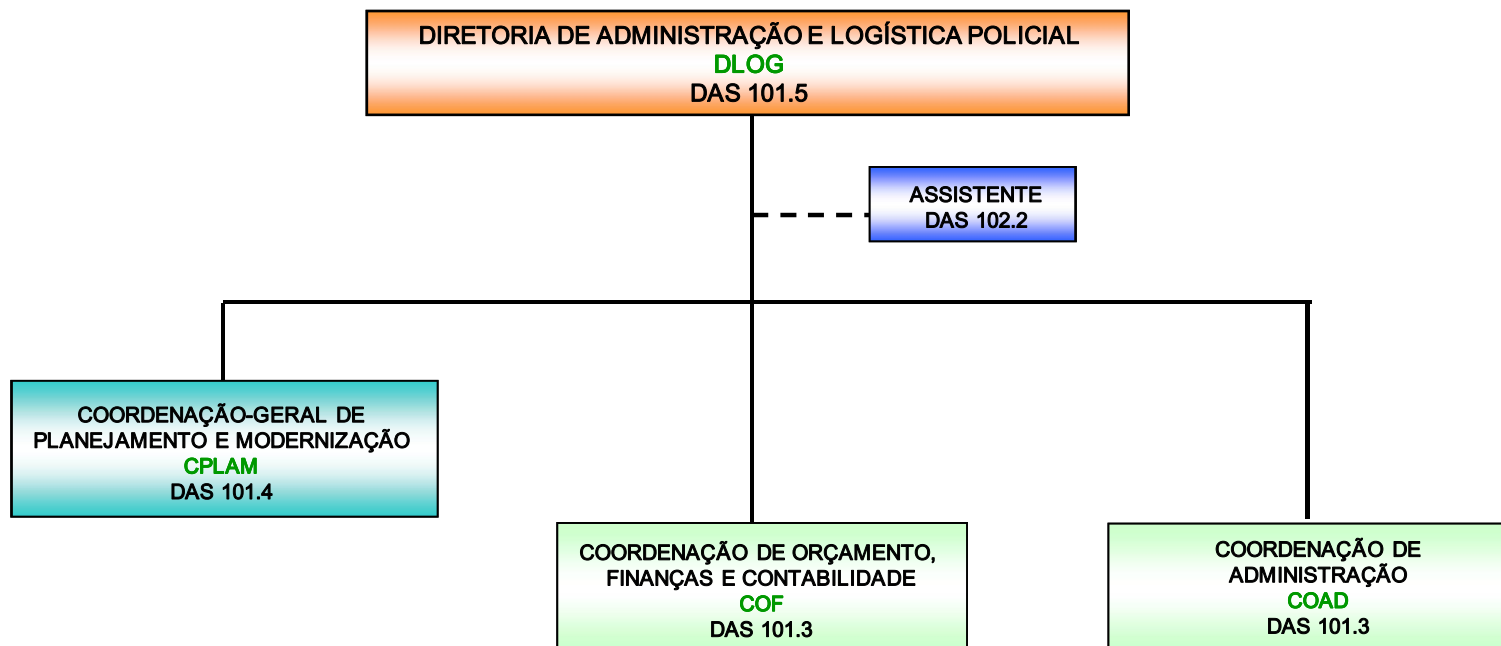 DIRETORIA DE ADMINISTRAÇÃO E LOGÍSTICA POLICIAL
DLOG
DAS 101.5
ASSISTENTE
DAS 102.2
COORDENAÇÃO-GERAL DE
PLANEJAMENTO E MODERNIZAÇÃO
CPLAM
DAS 101.4
COORDENAÇÃO DE ORÇAMENTO,
FINANÇAS E CONTABILIDADE
COF
DAS 101.3
COORDENAÇÃO DE
ADMINISTRAÇÃO
COAD
DAS 101.3